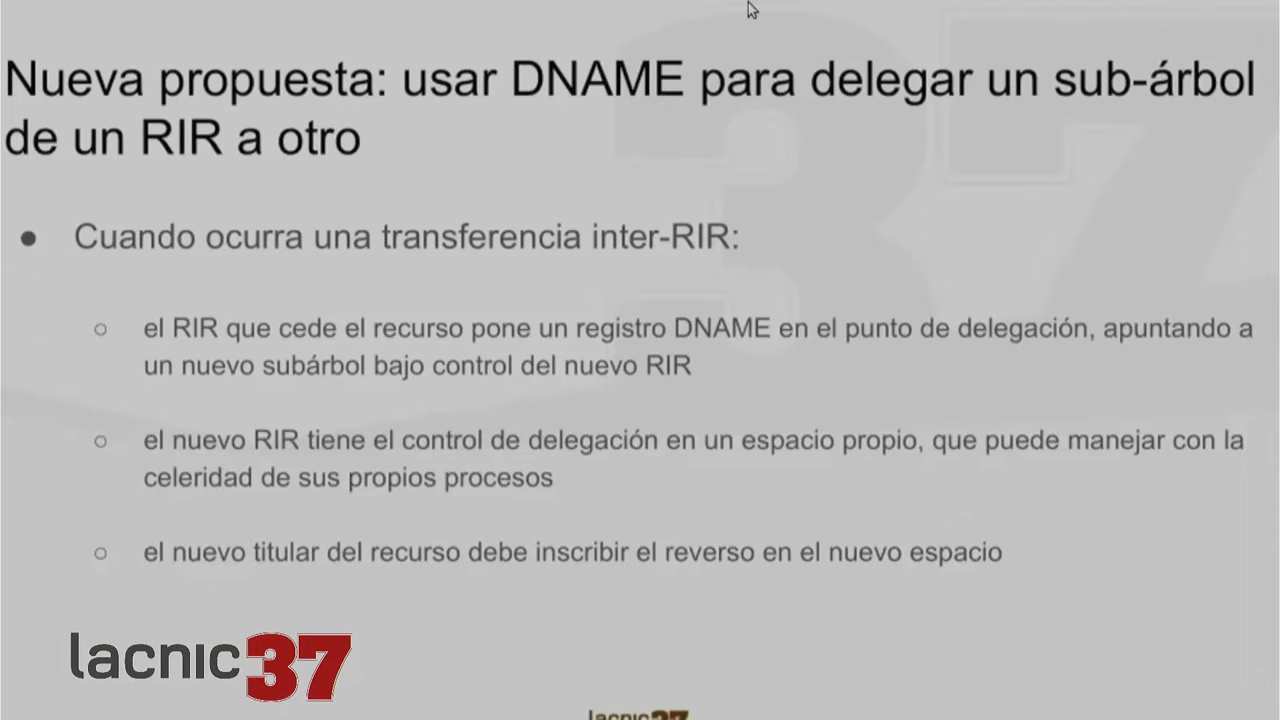 Nueva propuesta: usar DNAME para delegar un sub-árbol
de un RIR a otro
● Cuando ocurra una transferencia inter-RIR:
○ el RIR que cede el recurso pone un registro DNAME en el punto de delegación, apuntando a
un nuevo subárbol bajo control del nuevo RIR
○ el nuevo RIR tiene el control de delegación en un espacio propio, que puede manejar con la
celeridad de sus propios procesos
○ el nuevo titular del recurso debe inscribir el reverso en el nuevo espacio
lacnic37
lacnic37